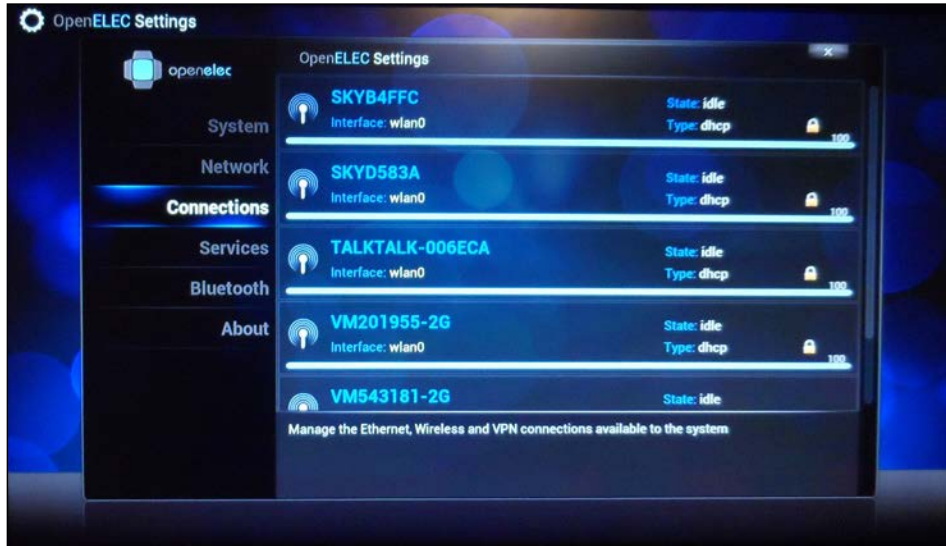 OpenELEC Settings
openelec
OpenELEC Settings
x
System
Network
Connections
Services
Bluetooth
About
SKYB4FFC
State: idle
Interface: wlan0
Type: dhcp
100
SKYD583A
State: idle
Interface: wlan0
Type: dhcp
100
TALKTALK-006ECA
State: idle
Interface: wlan0
Type: dhcp
100
VM201955-2G
State: idle
Interface: wlan0
Type: dhcp
100
VM543181-2G
State: idle
Manage the Ethernet, Wireless and VPN connections available to the system